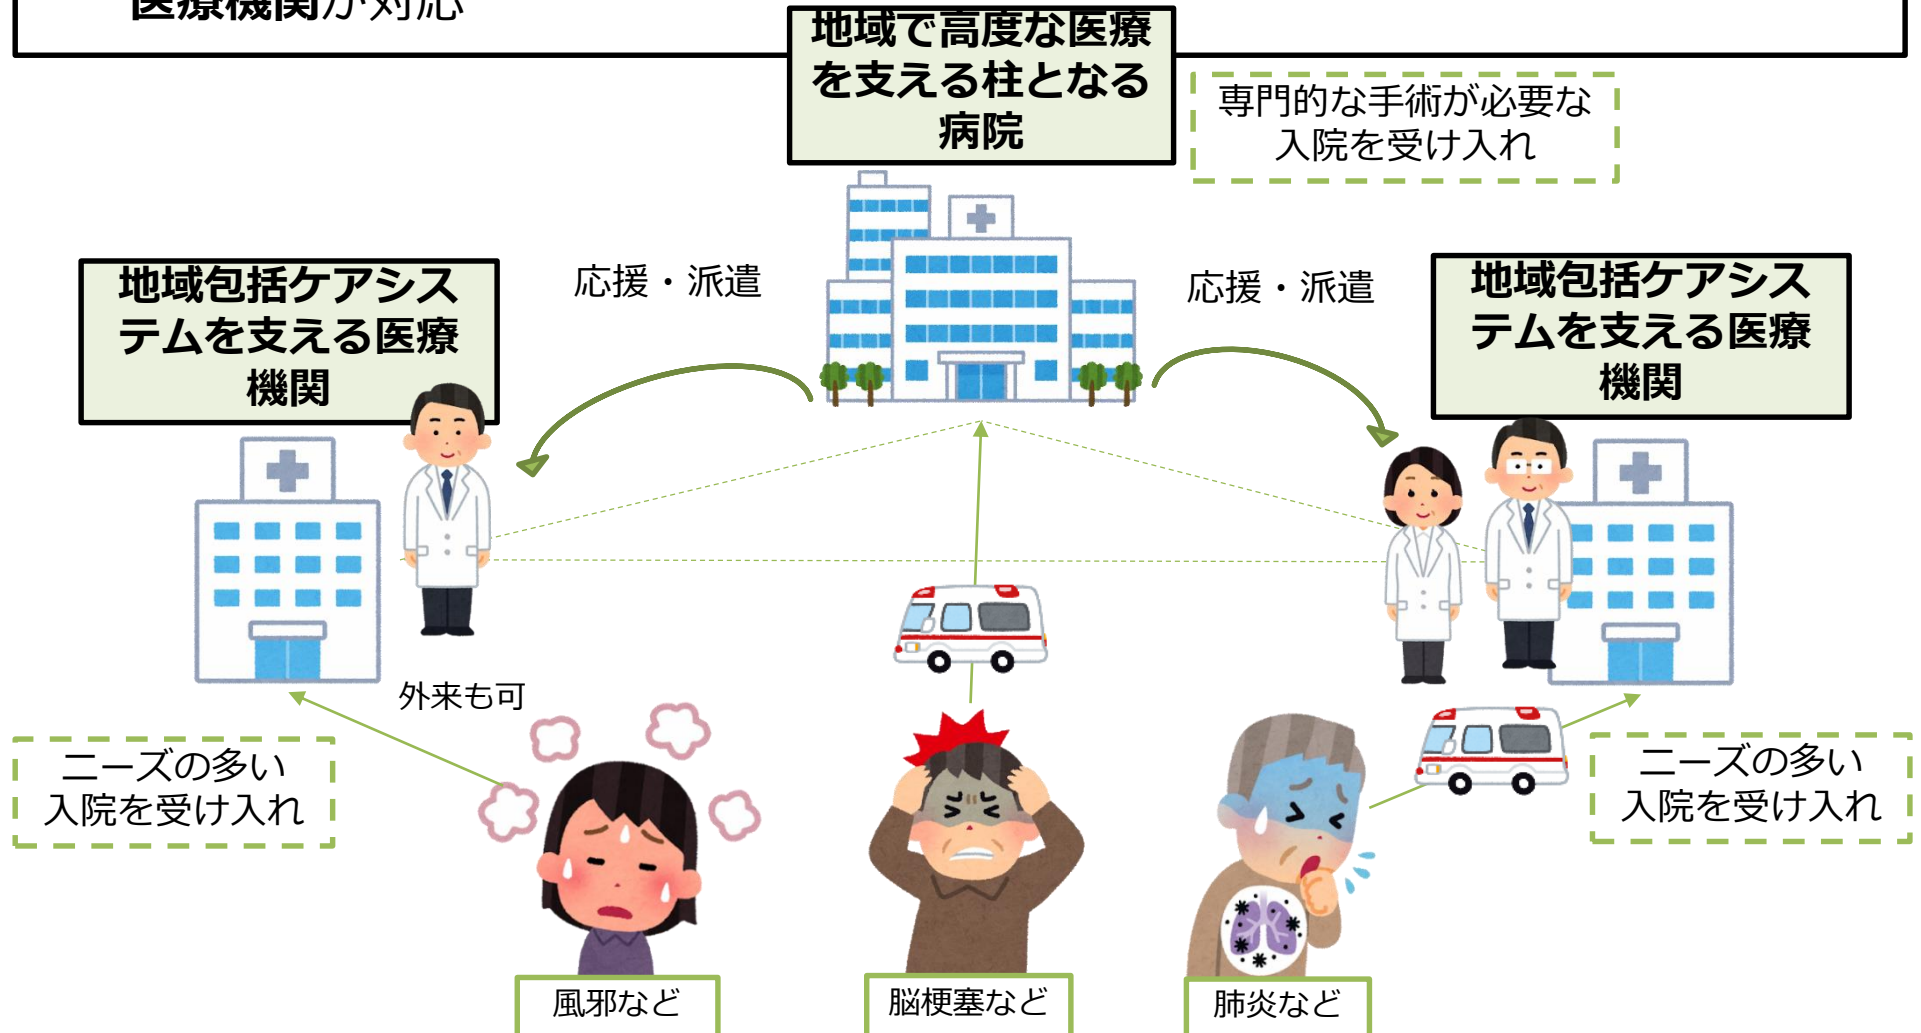 医療機関が対応
地域で高度な医療
を支える柱となる
病院
専門的な手術が必要な
入院を受け入れ
応援・派遣
応援・派遣
地域包括ケアシス
テムを支える医療
機関
地域包括ケアシス
テムを支える医療
機関
外来も可
ニーズの多い
入院を受け入れ
ニーズの多い
入院を受け入れ
風邪など
脳梗塞など
肺炎など